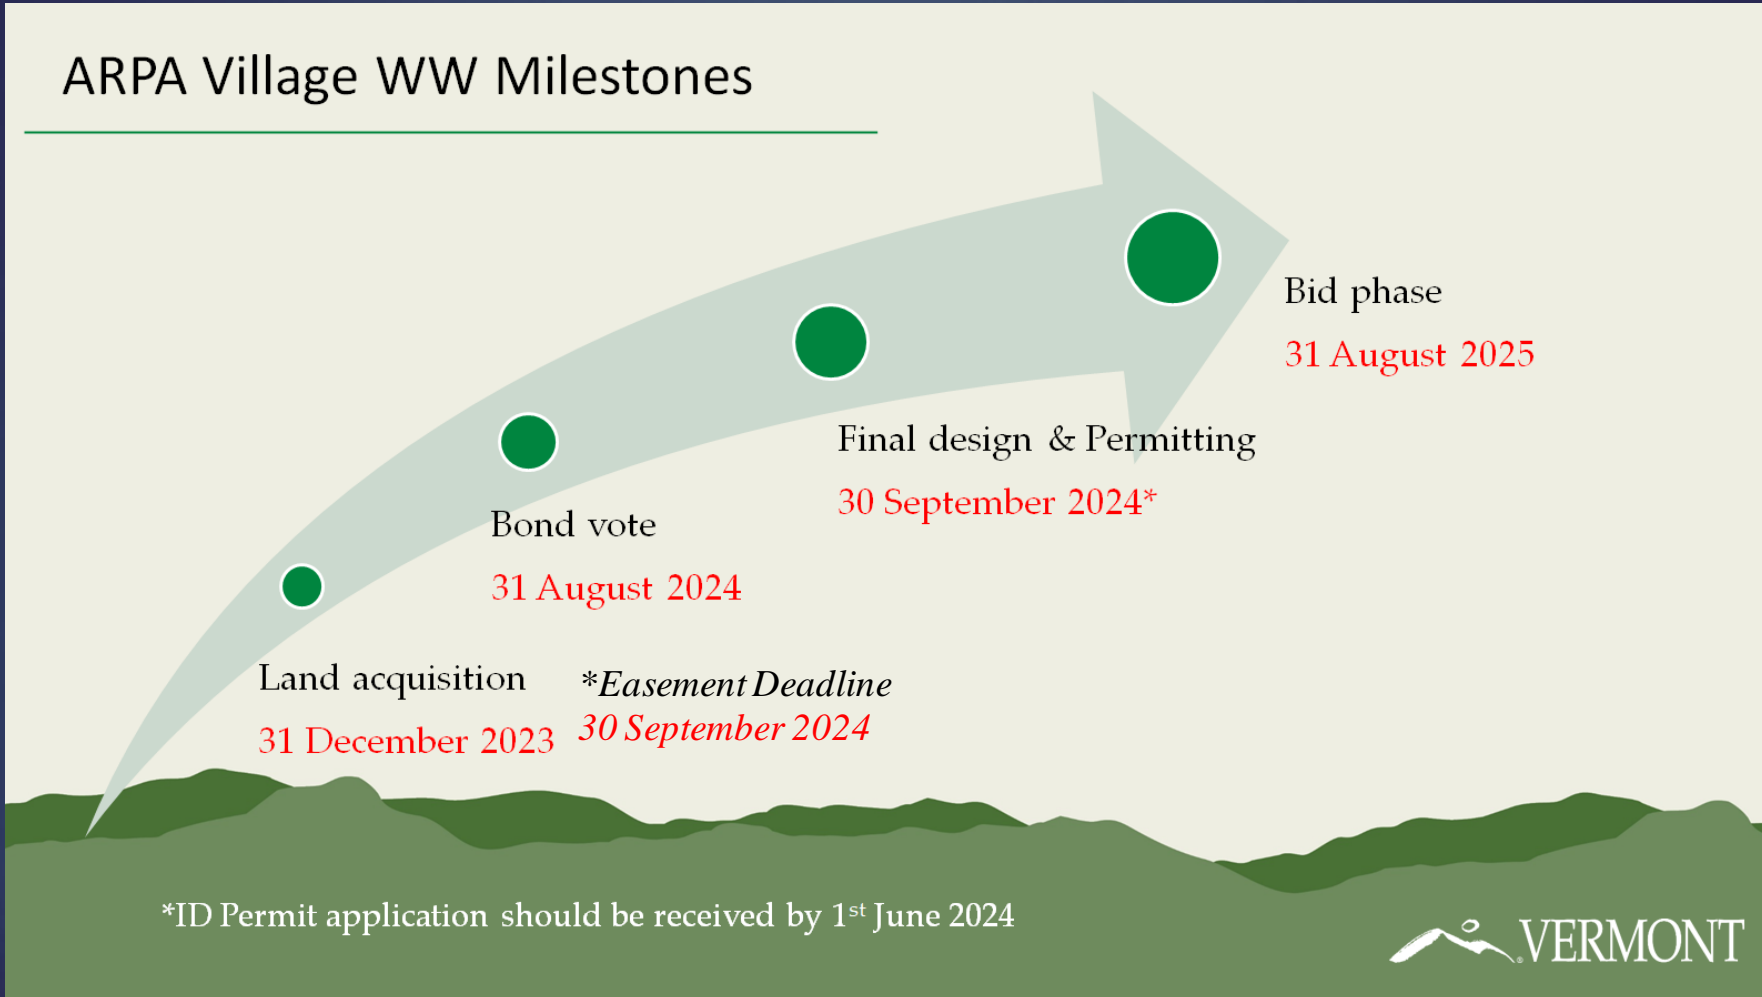 ARPA Village WW Milestones
Bid phase
31 August 2025
Final design & Permitting
30 September 2024*
Bond vote
31 August 2024
Land acquisition
31 December 2023
*Easement Deadline
30 September 2024
*ID Permit application should be received by 1st June 2024
VERMONT